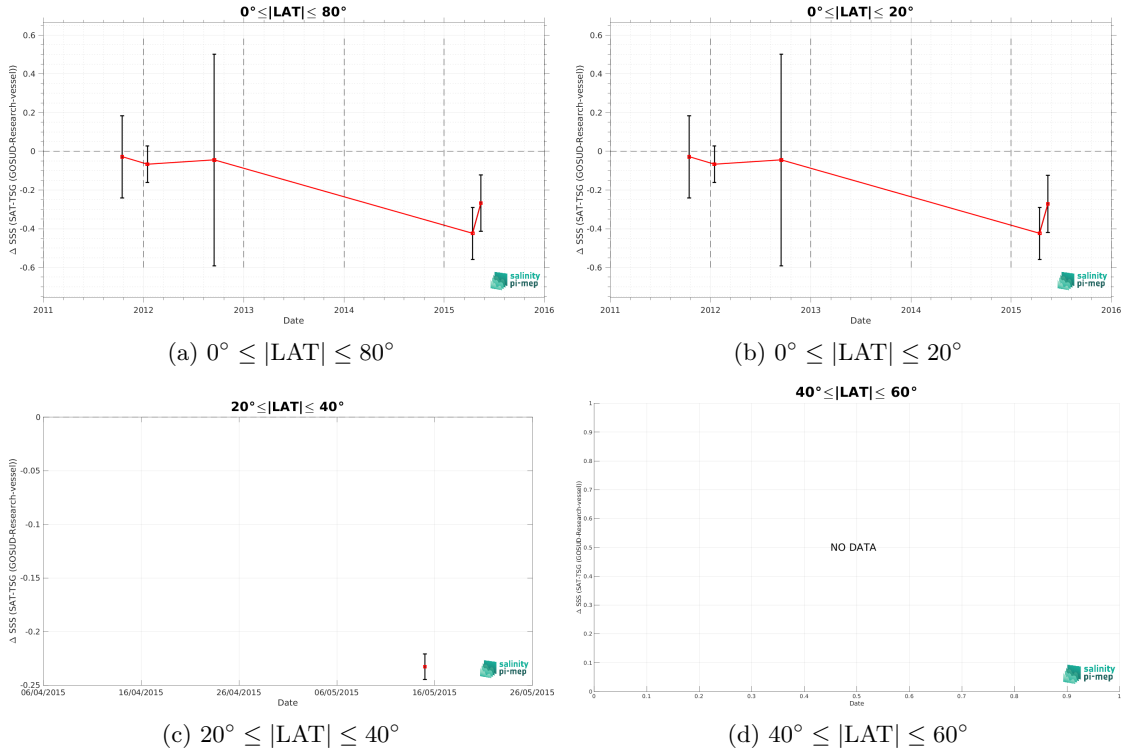 0°≤|LAT|≤ 80°
Δ SSS (SAT-TSG (GOSUD-Research-vessel))
0.6
0.4
0.2
0
-0.2
-0.4
-0.6
2011 2012 2013 2014 2015 2016
Date
salinity
pi-mep
(a) 0° ≤ |LAT| ≤ 80°
0°≤|LAT|≤ 20°
Δ SSS (SAT-TSG (GOSUD-Research-vessel))
0.6
0.4
0.2
0
-0.2
-0.4
-0.6
2011 2012 2013 2014 2015 2016
Date
salinity
pi-mep
(b) 0° ≤ |LAT| ≤ 20°
20°≤|LAT|≤ 40°
Δ SSS (SAT-TSG (GOSUD-Research-vessel))
0
-0.05
-0.1
-0.15
-0.2
-0.25
06/04/2015 16/04/2015 26/04/2015 06/05/2015 16/05/2015 26/05/2015
Date
salinity
pi-mep
(c) 20° ≤ |LAT| ≤ 40°
40°≤|LAT|≤ 60°
Δ SSS (SAT-TSG (GOSUD-Research-vessel))
1
0.9
0.8
0.7
0.6
0.5
0.4
0.3
0.2
0.1
0
NO DATA
0 0.1 0.2 0.3 0.4 0.5 0.6 0.7 0.8 0.9 1
Date
salinity
pi-mep
(d) 40° ≤ |LAT| ≤ 60°